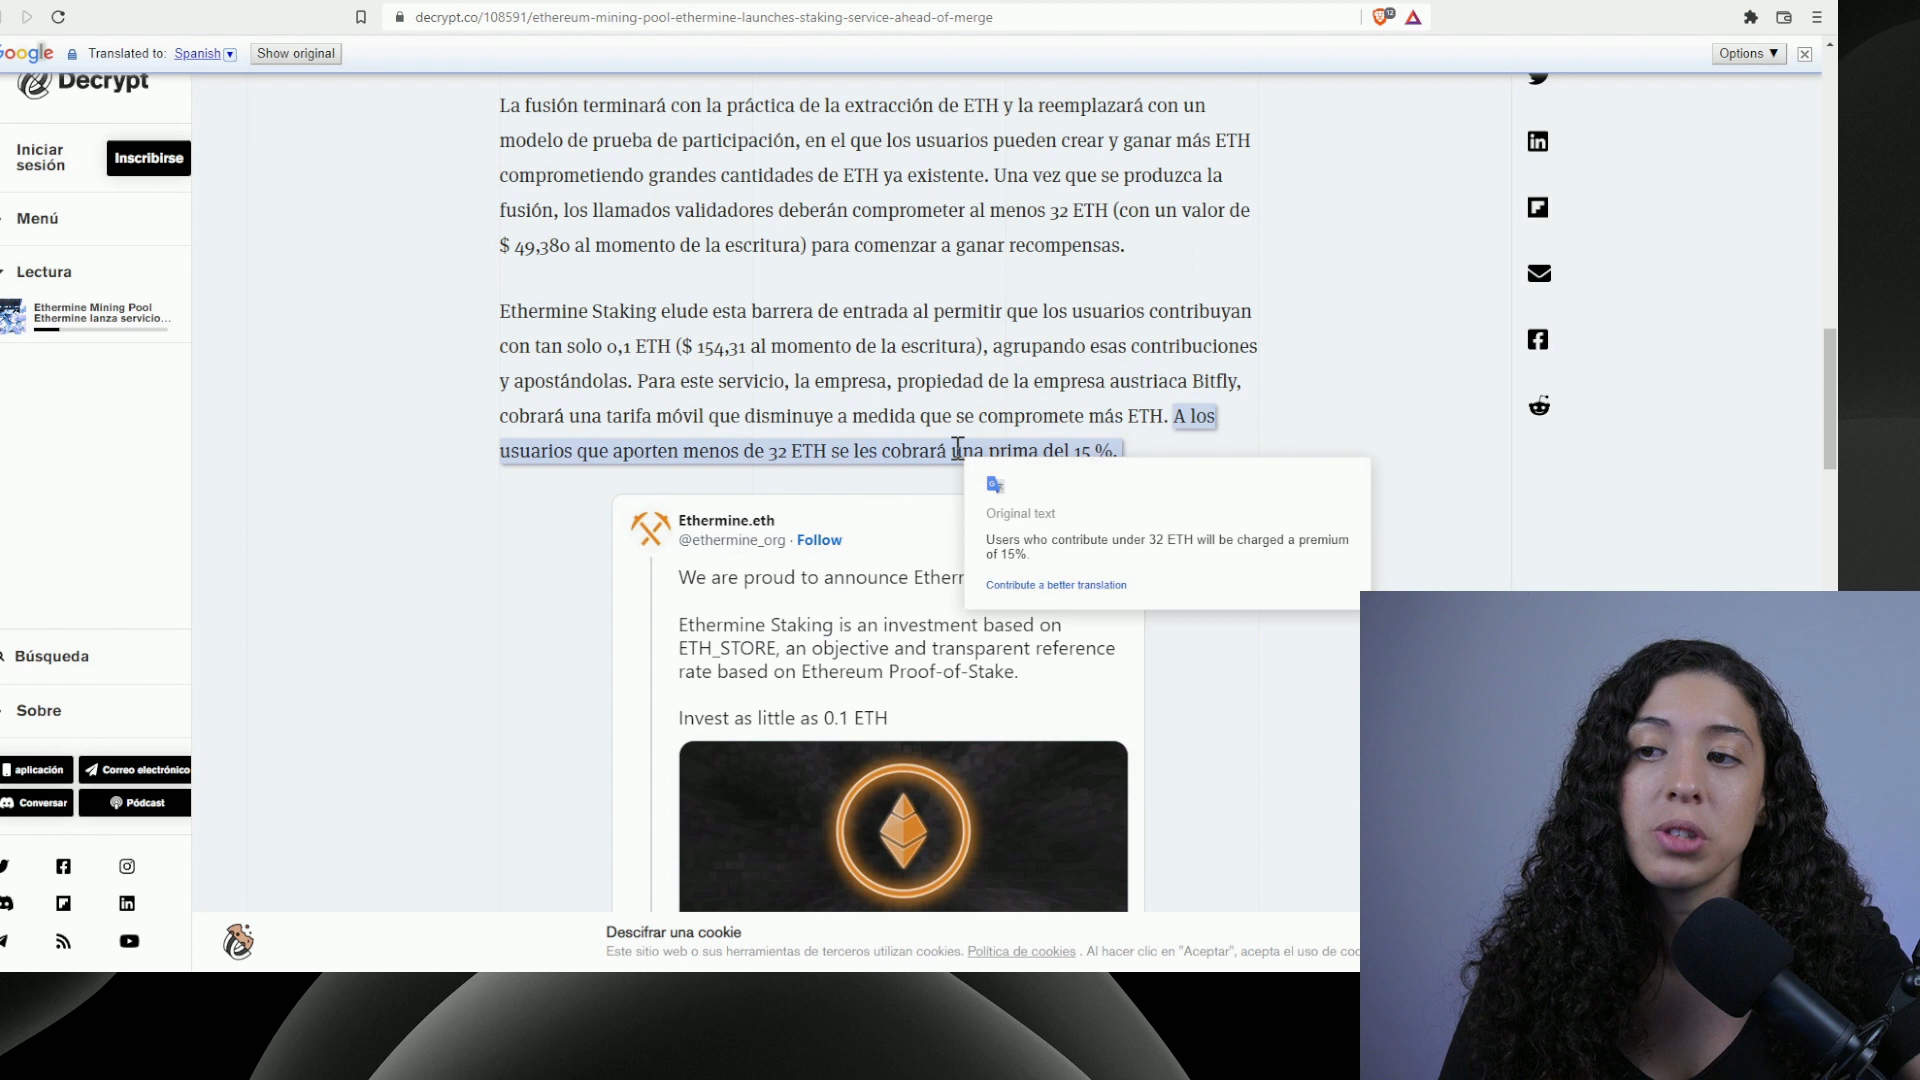 decrypt.co/108591/ethereum-mining-pool-ethermine-launches-staking-service-ahead-of-merge
12
Google
Translated to: Spanish
Show original
Options ▼
Decrypt
Iniciar
sesión
Inscribirse
Menú
Lectura
Ethermine Mining Pool
Ethermine lanza servicio...
Búsqueda
Sobre
aplicación
Correo electrónico
Conversar
Pódcast
La fusión terminará con la práctica de la extracción de ETH y la reemplazará con un
modelo de prueba de participación, en el que los usuarios pueden crear y ganar más ETH
comprometiendo grandes cantidades de ETH ya existente. Una vez que se produzca la
fusión, los llamados validadores deberán comprometer al menos 32 ETH (con un valor de
$ 49,380 al momento de la escritura) para comenzar a ganar recompensas.
Ethermine Staking elude esta barrera de entrada al permitir que los usuarios contribuyan
con tan solo 0,1 ETH ($ 154,31 al momento de la escritura), agrupando esas contribuciones
y apostándolas. Para este servicio, la empresa, propiedad de la empresa austriaca Bitfly,
cobrará una tarifa móvil que disminuye a medida que se compromete más ETH. A los
usuarios que aporten menos de 32 ETH se les cobrará una prima del 15 %.
Original text
Users who contribute under 32 ETH will be charged a premium
of 15%.
Contribute a better translation
Ethermine.eth
@ethermine_org · Follow
We are proud to announce Etherm
Ethermine Staking is an investment based on
ETH_STORE, an objective and transparent reference
rate based on Ethereum Proof-of-Stake.
Invest as little as 0.1 ETH
Descifrar una cookie
Este sitio web o sus herramientas de terceros utilizan cookies. Política de cookies . Al hacer clic en "Aceptar", acepta el uso de coo